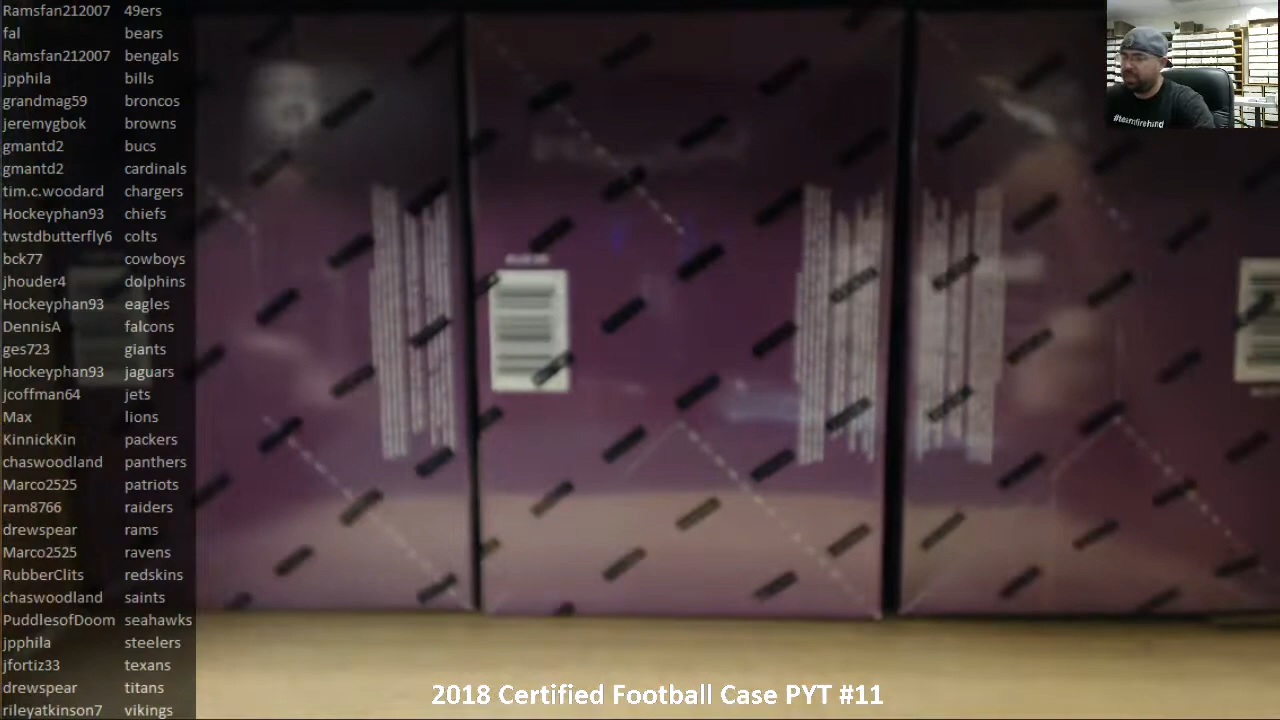 Ramsfan212007 49ers
fal bears
Ramsfan212007 bengals
jpphila bills
grandmag59 broncos
jeremygbok browns
gmantd2 bucs
gmantd2 cardinals
tim.c.woodard chargers
Hockeyphan93 chiefs
twstdbutterfly6 colts
bck77 cowboys
jhouder4 dolphins
Hockeyphan93 eagles
DennisA falcons
ges723 giants
Hockeyphan93 jaguars
jcoffman64 jets
Max lions
KinnickKin packers
chaswoodland panthers
Marco2525 patriots
ram8766 raiders
drewspear rams
Marco2525 ravens
RubberClits redskins
chaswoodland saints
PuddlesofDoom seahawks
jpphila steelers
jfortiz33 texans
drewspear titans
rileyatkinson7 vikings
#teamfirehand
2018 Certified Football Case PYT #11